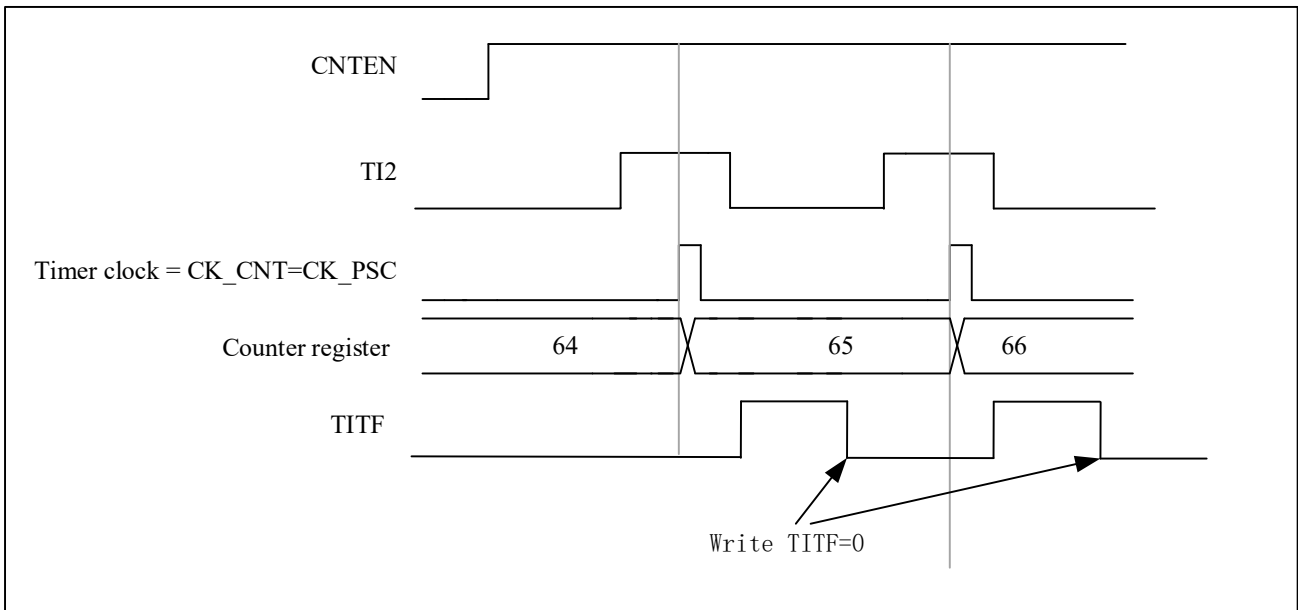 CNTEN
TI2
Timer clock = CK_CNT=CK_PSC
Counter register
64 65 66
TITF
Write TITF=0